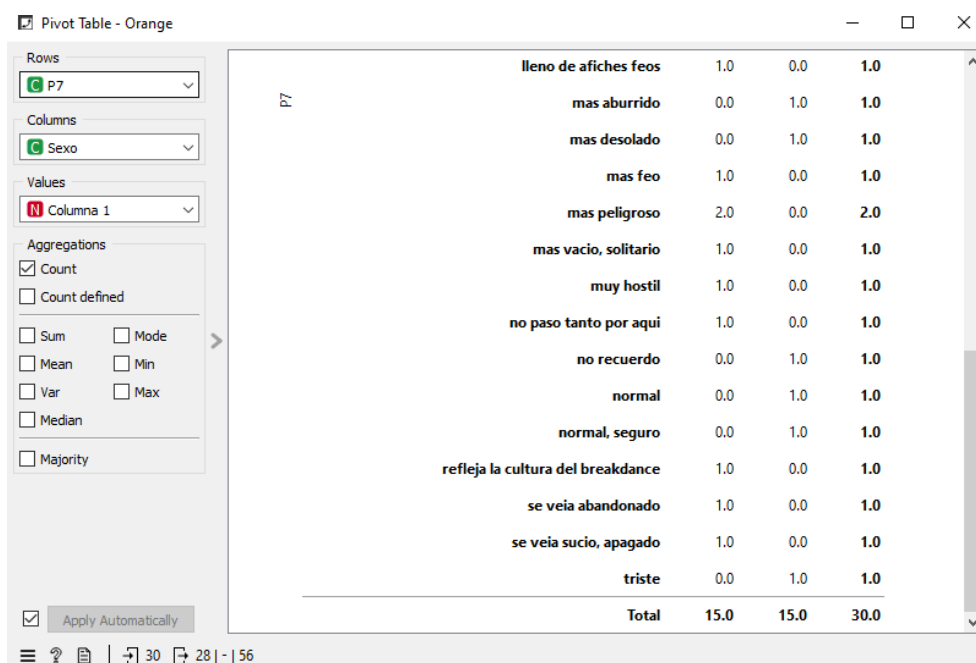 Pivot Table - Orange
Rows
C P7
Columns
C Sexo
Values
N Columna 1
Aggregations
Count
Count defined
Sum Mode
Mean Min
Var Max
Median
Majority
Apply Automatically
P7
lleno de afiches feos 1.0 0.0 1.0
mas aburrido 0.0 1.0 1.0
mas desolado 0.0 1.0 1.0
mas feo 1.0 0.0 1.0
mas peligroso 2.0 0.0 2.0
mas vacio, solitario 1.0 0.0 1.0
muy hostil 1.0 0.0 1.0
no paso tanto por aqui 1.0 0.0 1.0
no recuerdo 0.0 1.0 1.0
normal 0.0 1.0 1.0
normal, seguro 0.0 1.0 1.0
refleja la cultura del breakdance 1.0 0.0 1.0
se veia abandonado 1.0 0.0 1.0
se veia sucio, apagado 1.0 0.0 1.0
triste 0.0 1.0 1.0
Total 15.0 15.0 30.0
? 30 28 | - | 56